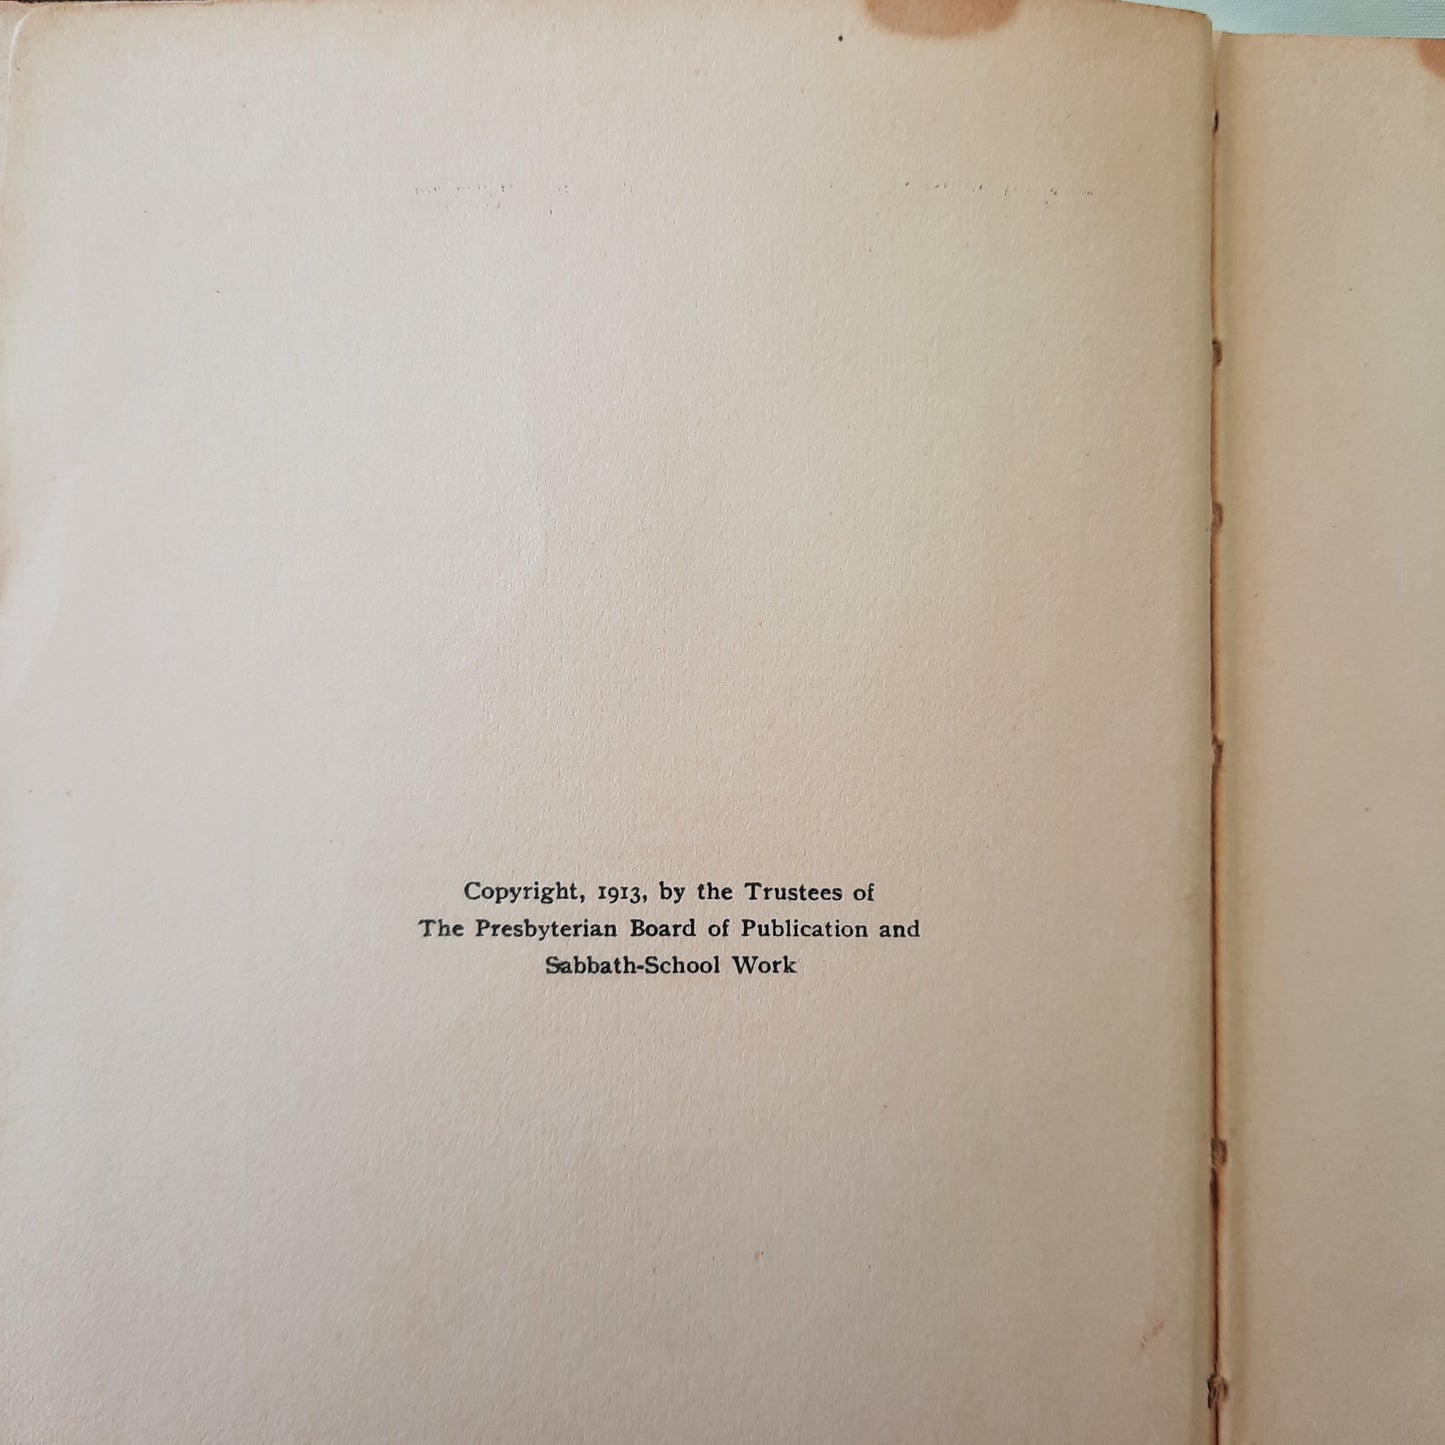 Copyright, 1913, by the Trustees of
The Presbyterian Board of Publication and
Sabbath-School Work